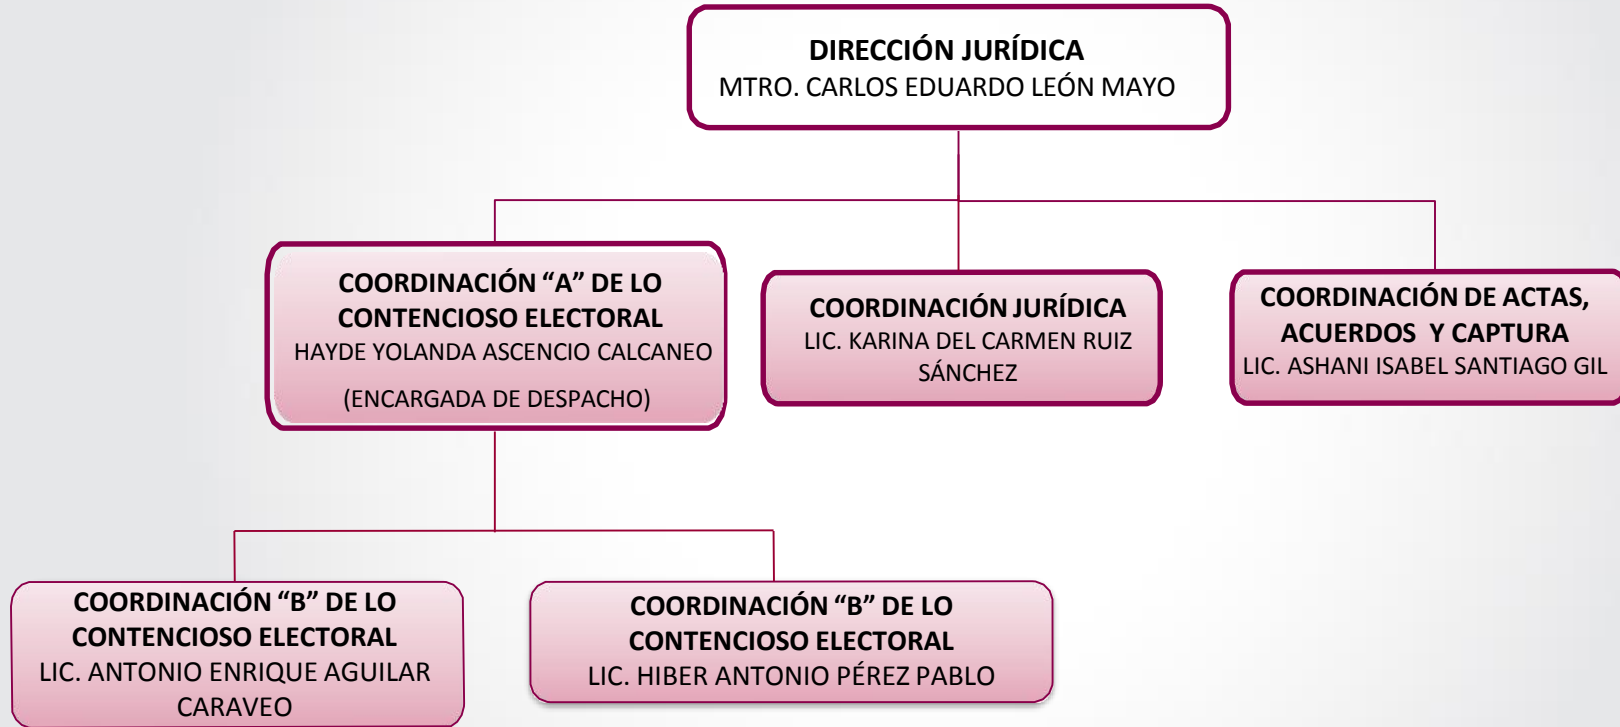 DIRECCIÓN JURÍDICA
MTRO. CARLOS EDUARDO LEÓN MAYO
COORDINACIÓN “A” DE LO
CONTENCIOSO ELECTORAL
HAYDE YOLANDA ASCENCIO CALCANEO
(ENCARGADA DE DESPACHO)
COORDINACIÓN JURÍDICA
LIC. KARINA DEL CARMEN RUIZ
SÁNCHEZ
COORDINACIÓN DE ACTAS,
ACUERDOS Y CAPTURA
LIC. ASHANI ISABEL SANTIAGO GIL
COORDINACIÓN “B” DE LO
CONTENCIOSO ELECTORAL
LIC. ANTONIO ENRIQUE AGUILAR
CARAVEO
COORDINACIÓN “B” DE LO
CONTENCIOSO ELECTORAL
LIC. HIBER ANTONIO PÉREZ PABLO